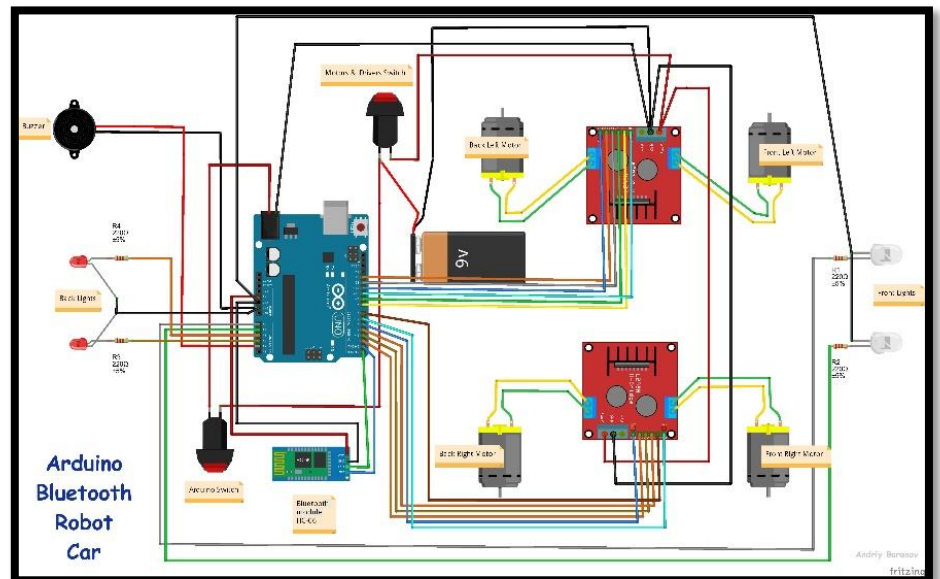 Motors & Drivers Switch
Buzzer
Back Left Motor
Front Left Motor
R4
220Ω
±5%
9v
220Ω
±5%
Back Lights
UNO
Front Lights
R3
220Ω
±5%
R2
220Ω
±5%
Back Right Motor
Front Right Motor
Arduino Switch
Bluetooth
module
HC-06
Arduino
Bluetooth
Robot
Car
Andriy Baranov
fritzing